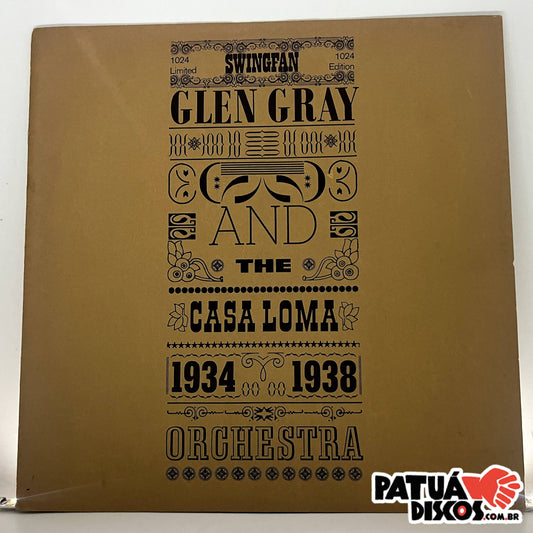 1024 SWINGFAN 1024
Limited Edition
GLEN GRAY
AND
THE
CASA LOMA
1934 1938
ORCHESTRA
PATUÁ
DISCOS.COM.BR